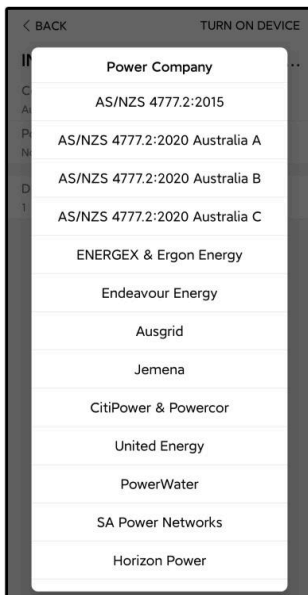 BACK TURN ON DEVICE
Power Company
AS/NZS 4777.2:2015
AS/NZS 4777.2:2020 Australia A
AS/NZS 4777.2:2020 Australia B
AS/NZS 4777.2:2020 Australia C
ENERGEX & Ergon Energy
Endeavour Energy
Ausgrid
Jemena
CitiPower & Powercor
United Energy
PowerWater
SA Power Networks
Horizon Power